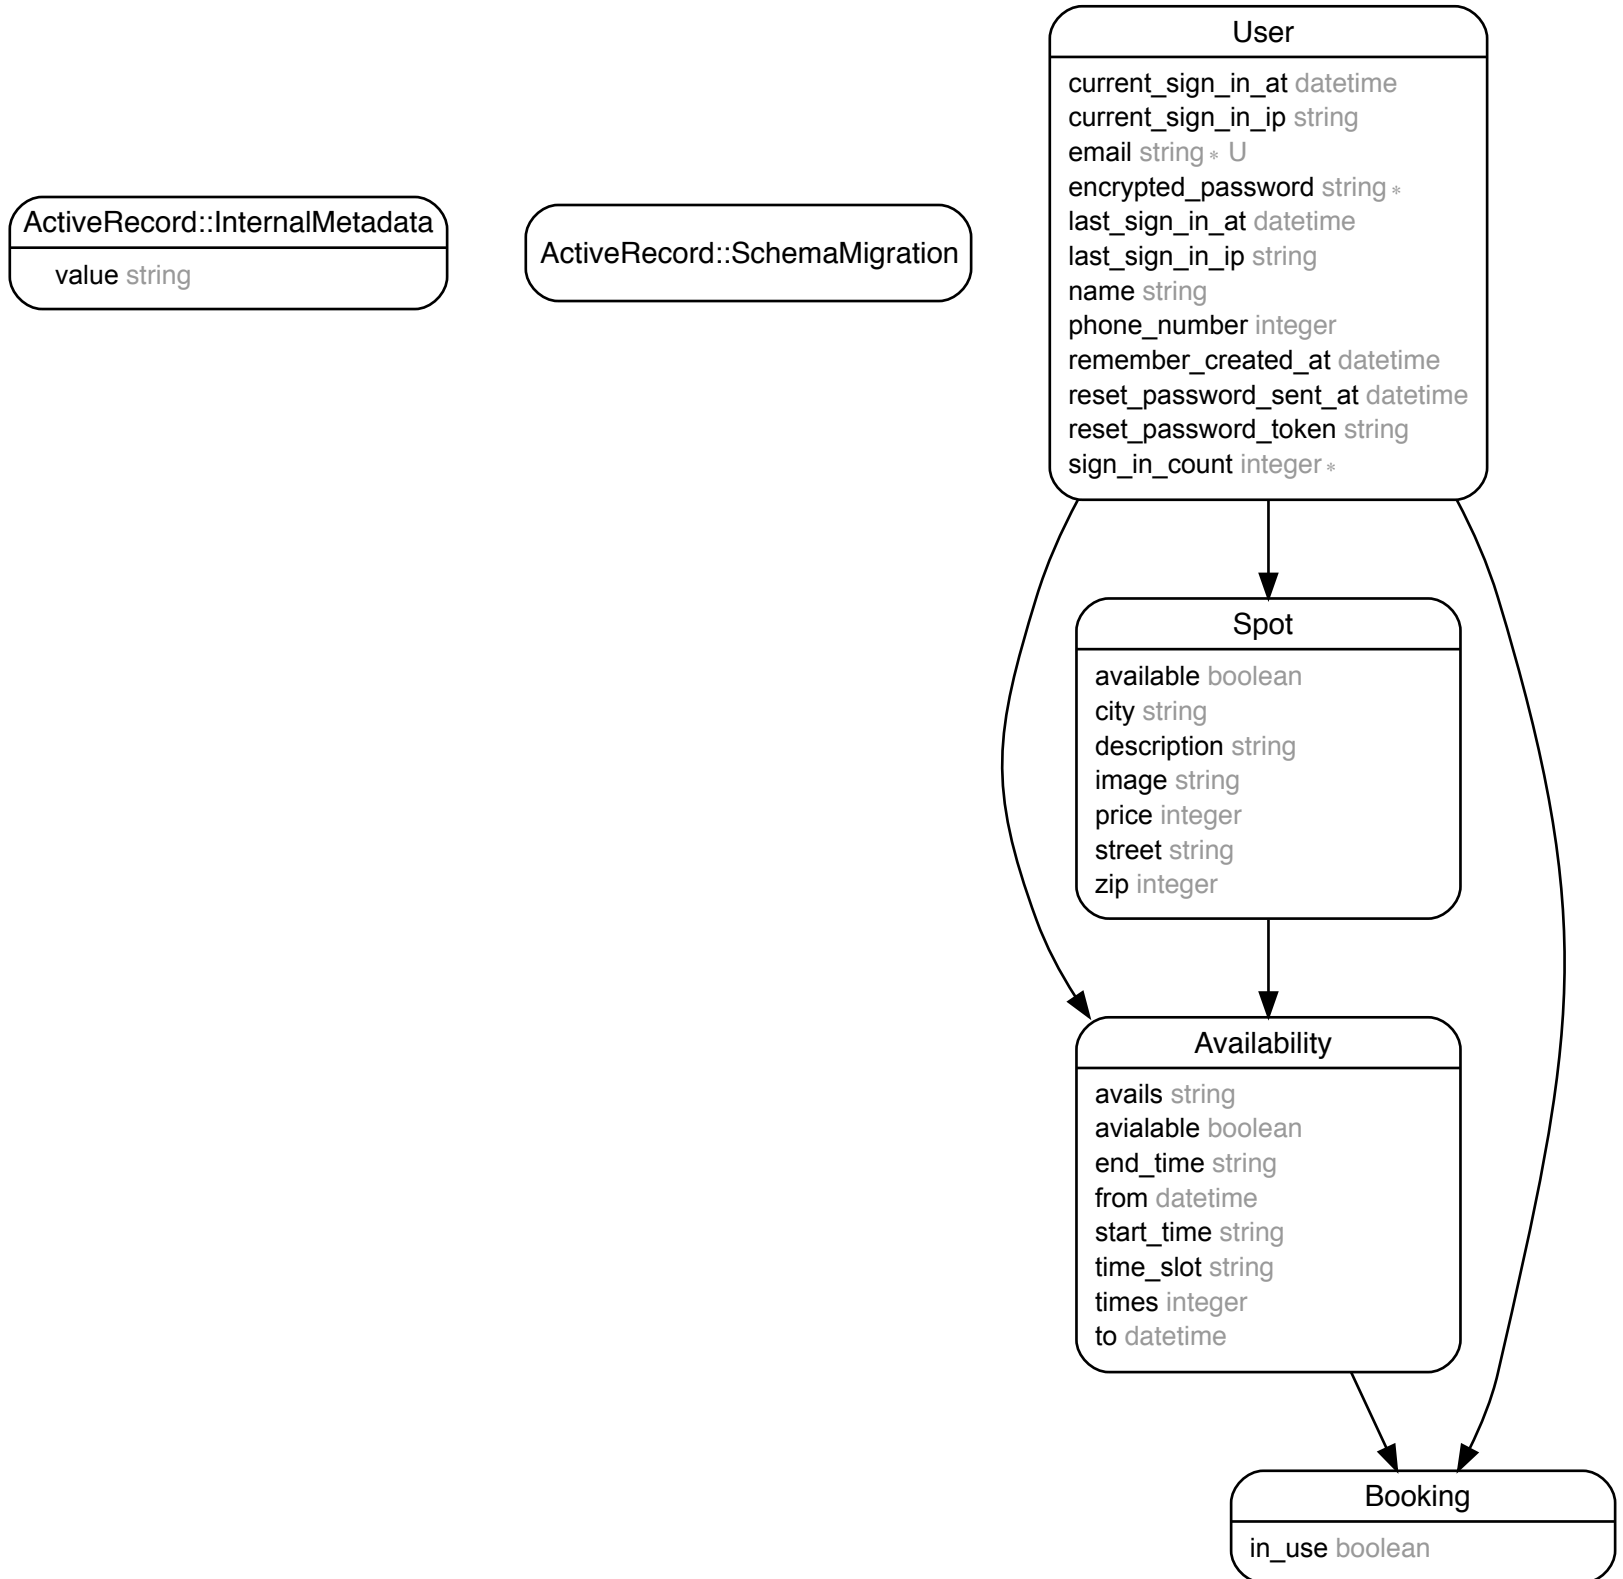 ActiveRecord::InternalMetadata
value string
ActiveRecord::SchemaMigration
User
current_sign_in_at datetime
current_sign_in_ip string
email string * U
encrypted_password string *
last_sign_in_at datetime
last_sign_in_ip string
name string
phone_number integer
remember_created_at datetime
reset_password_sent_at datetime
reset_password_token string
sign_in_count integer *
Spot
available boolean
city string
description string
image string
price integer
street string
zip integer
Availability
avails string
avialable boolean
end_time string
from datetime
start_time string
time_slot string
times integer
to datetime
Booking
in_use boolean